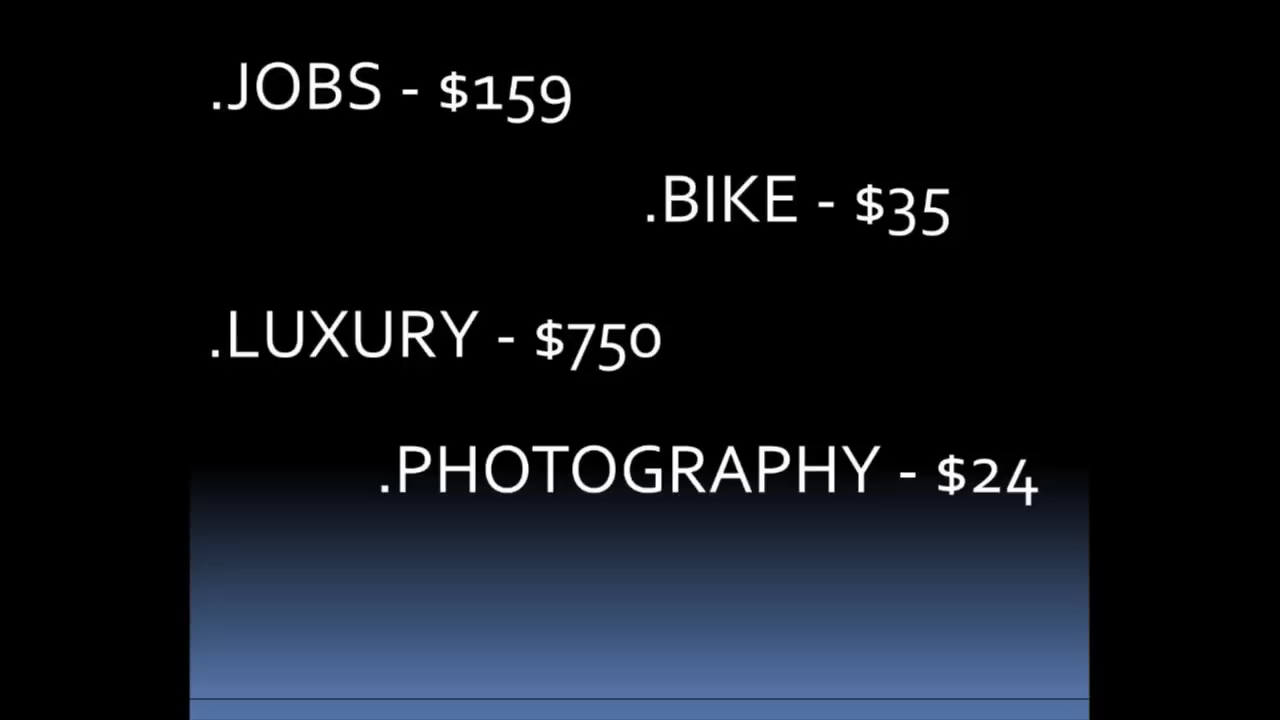 .JOBS - $159
.BIKE - $35
.LUXURY - $750
.PHOTOGRAPHY - $24